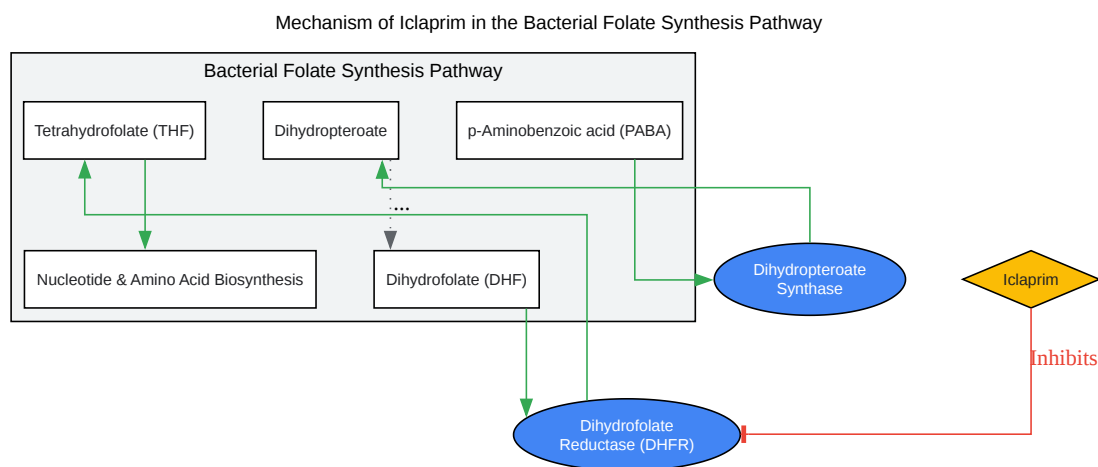 Mechanism of Iclaprim in the Bacterial Folate Synthesis Pathway
Bacterial Folate Synthesis Pathway
Tetrahydrofolate (THF)
Dihydropteroate
p-Aminobenzoic acid (PABA)
...
Nucleotide & Amino Acid Biosynthesis
Dihydrofolate (DHF)
Dihydropteroate
Synthase
Iclaprim
Inhibits
Dihydrofolate
Reductase (DHFR)